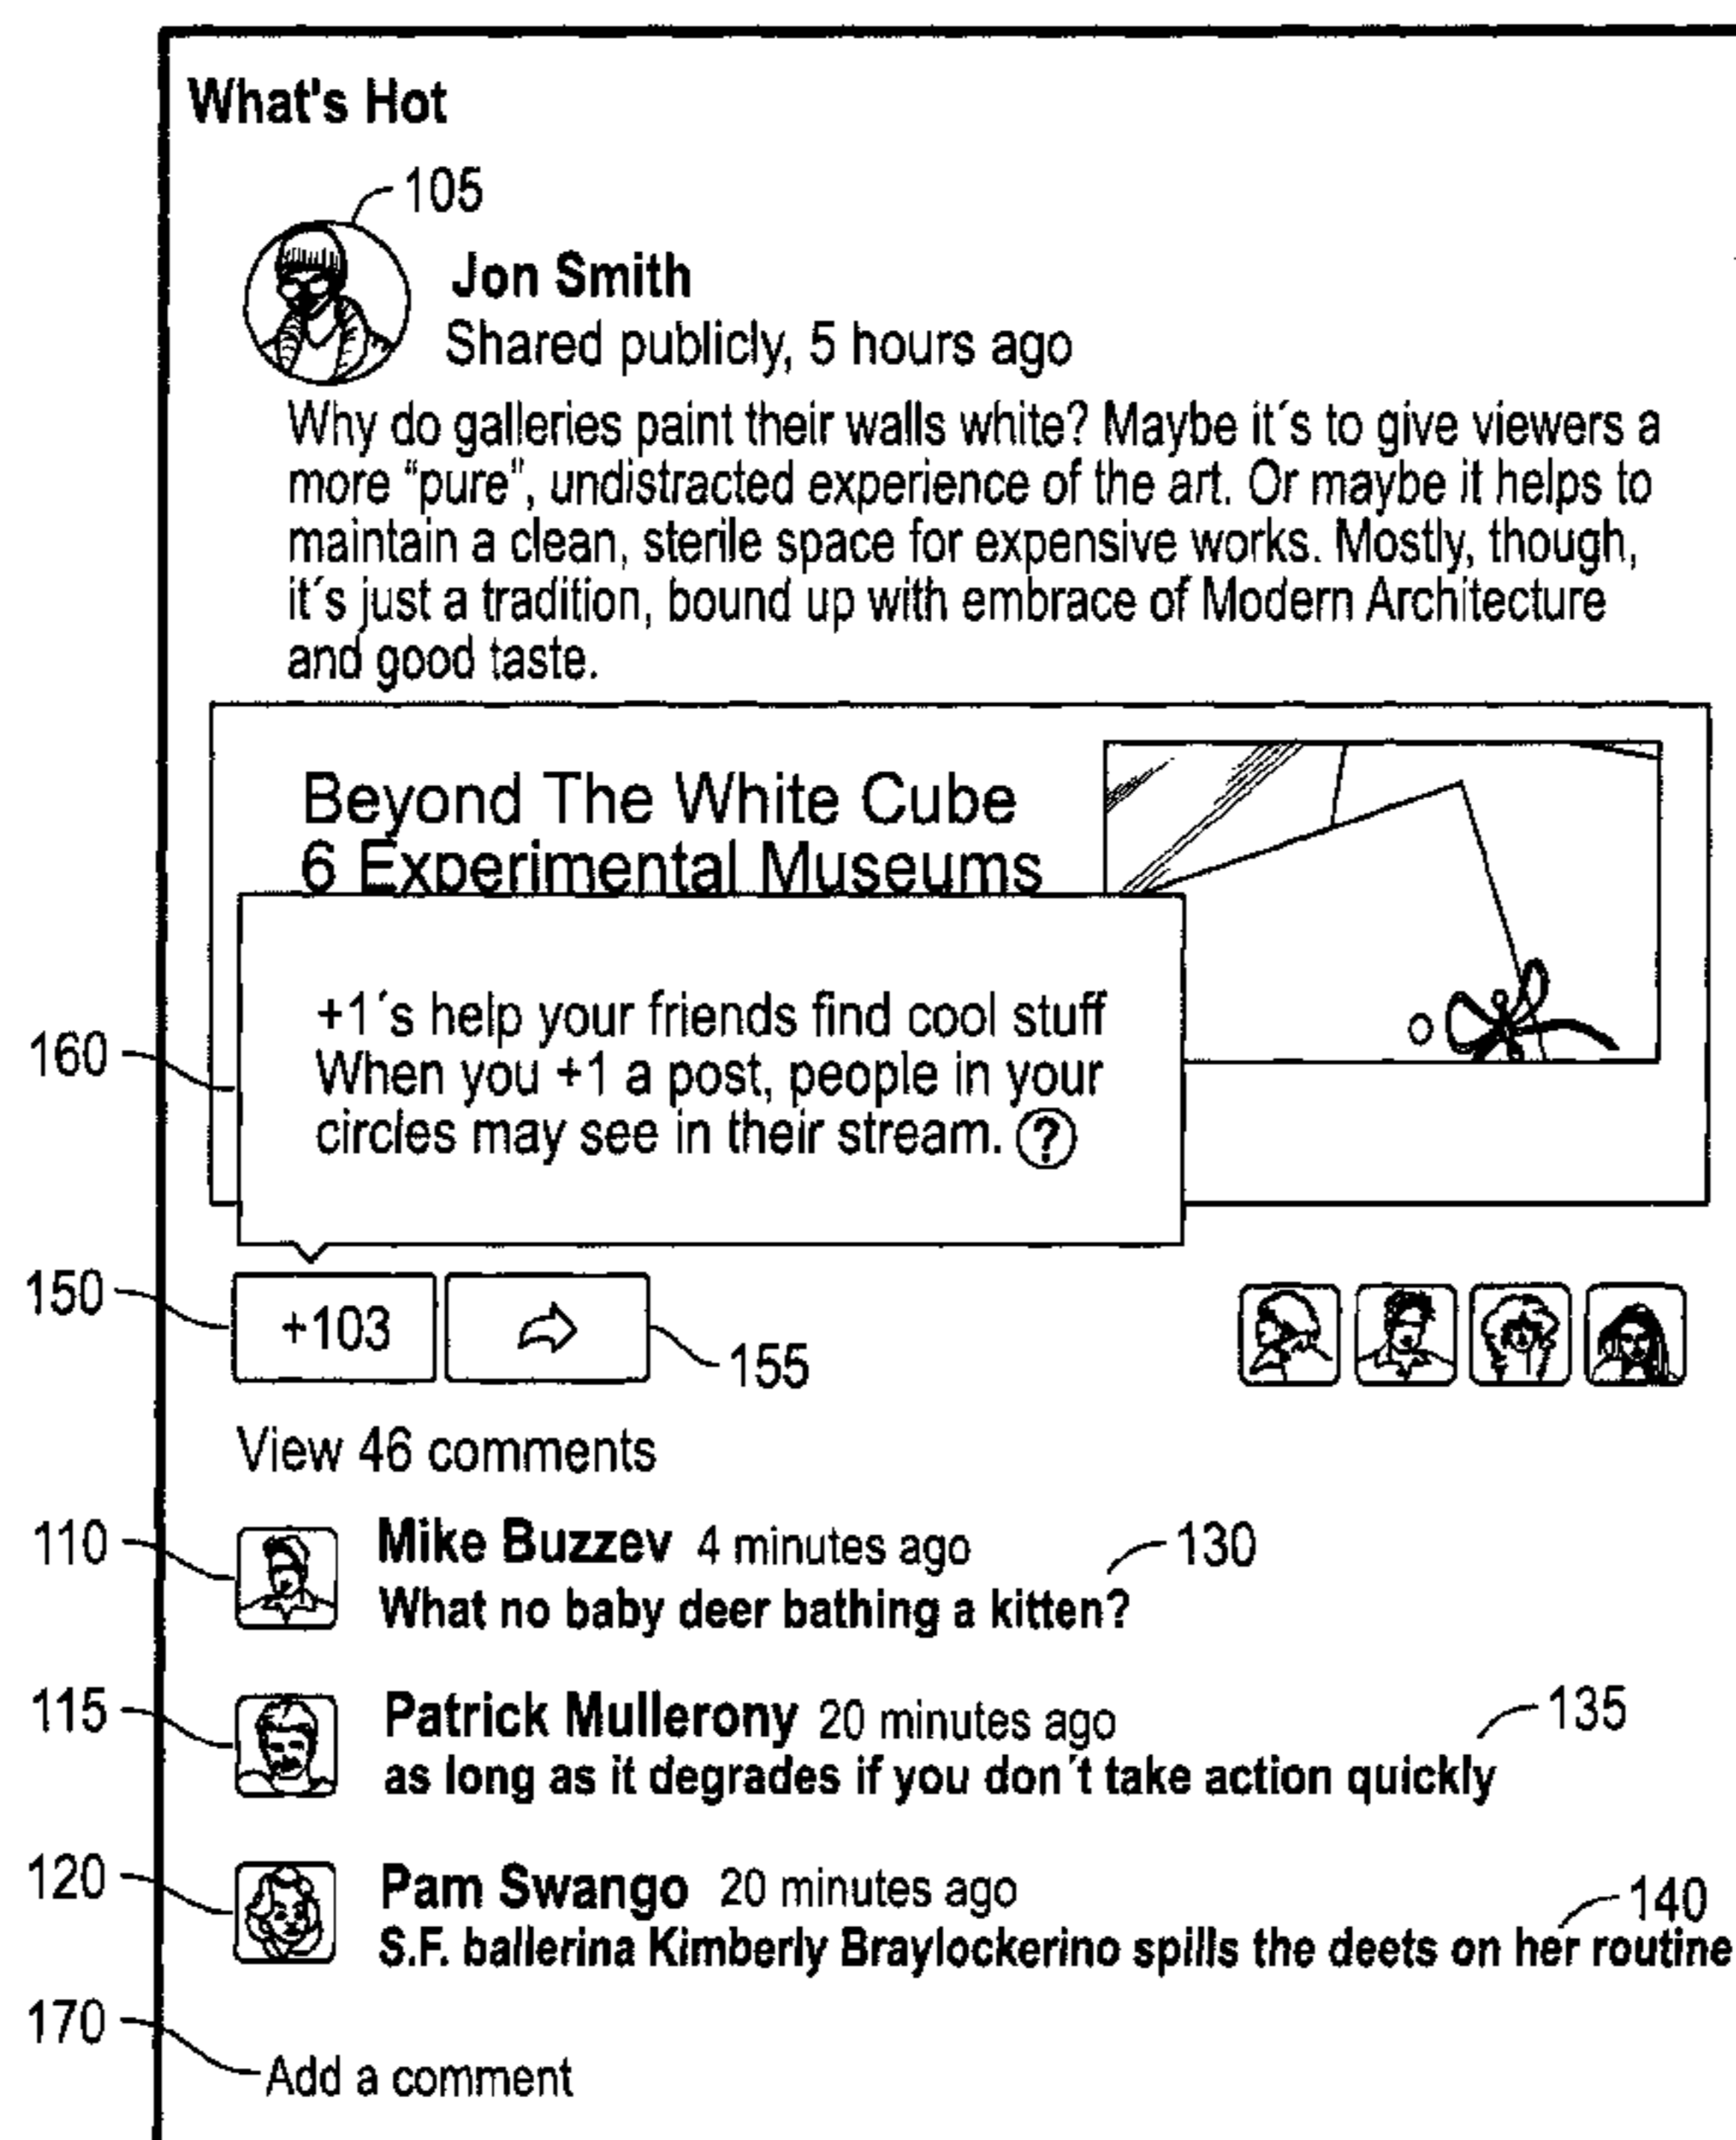 What's Hot
105
Jon Smith
Shared publicly, 5 hours ago
Why do galleries paint their walls white? Maybe it´s to give viewers a
more “pure”, undistracted experience of the art. Or maybe it helps to
maintain a clean, sterile space for expensive works. Mostly, though,
it´s just a tradition, bound up with embrace of Modern Architecture
and good taste.
Beyond The White Cube
6 Experimental Museums
+1´s help your friends find cool stuff
160
When you +1 a post, people in your
circles may see in their stream. ?
150
+103
155
View 46 comments
110
Mike Buzzev 4 minutes ago
130
What no baby deer bathing a kitten?
115
Patrick Mullerony 20 minutes ago
135
as long as it degrades if you don´t take action quickly
120
Pam Swango 20 minutes ago
140
S.F. ballerina Kimberly Braylockerino spills the deets on her routine
170
Add a comment